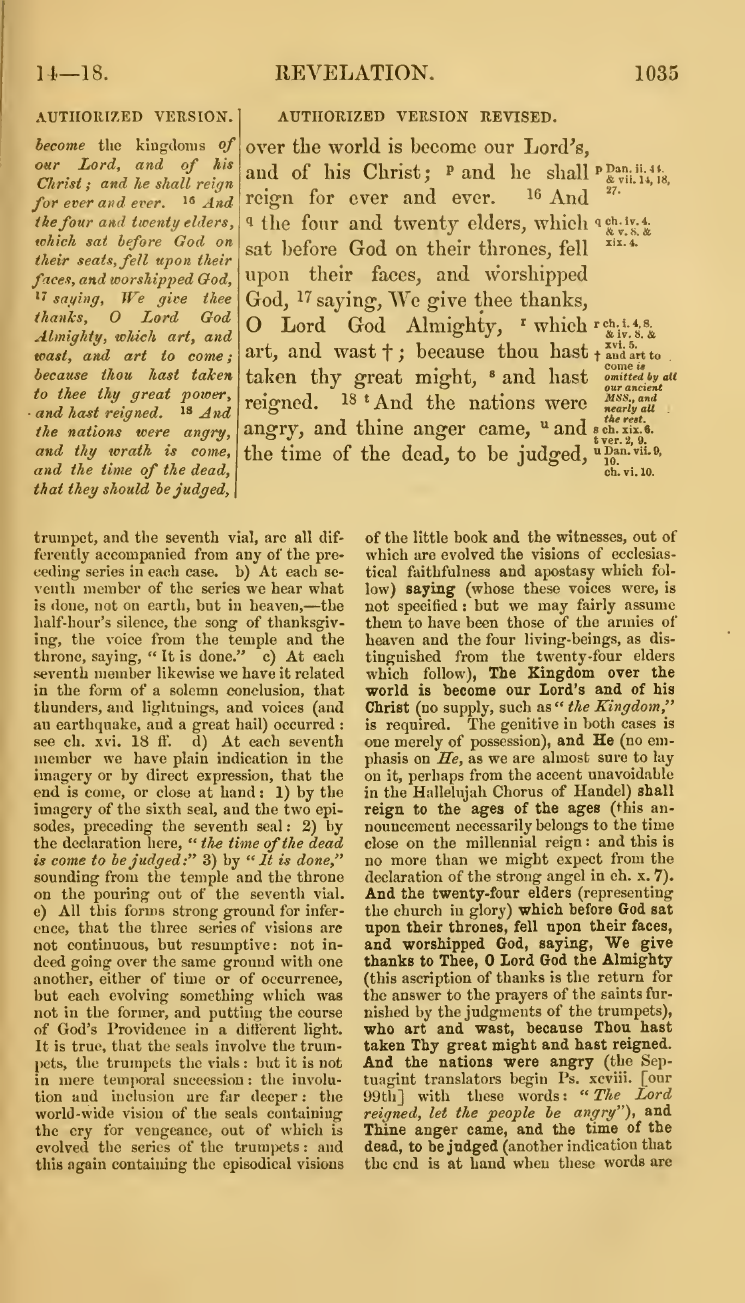 14—18.
REVELATION.
1035
AUTHORIZED VERSION.
become the kingdoms of
our Lord, and of his
Christ; and he shall reign
for ever and ever. 16 And
the four and twenty elders,
which sat before God on
their seats, fell upon their
faces, and worshipped God,
17 saying, We give thee
thanks, O Lord God
Almighty, which art, and
wast, and art to come;
because thou hast taken
to thee thy great power,
and hast reigned. 18 And
the nations were angry,
and thy wrath is come,
and the time of the dead,
that they should be judged,
AUTHORIZED VERSION REVISED.
over the world is become our Lord's,
and of his Christ; p and he shall
reign for ever and ever. 16 And
q the four and twenty elders, which
sat before God on their thrones, fell
upon their faces, and worshipped
God, 17 saying, We give thee thanks,
O Lord God Almighty, r which
art, and wast †; because thou hast
taken thy great might, s and hast
reigned. 18 t And the nations were
angry, and thine anger came, u and
the time of the dead, to be judged,
p Dan. ii. 44.
& vii. 14, 18,
27.
q ch. iv. 4.
& v. 8. &
xix. 4.
r ch. i. 4, 8.
& iv. 8. &
xvi. 5.
† and art to
come is
omitted by all
our ancient
MSS., and
nearly all
the rest.
s ch. xix. 6.
t ver. 2, 9.
u Dan. vii. 9,
10.
ch. vi. 10.
trumpet, and the seventh vial, are all dif-
ferently accompanied from any of the pre-
ceding series in each case. b) At each se-
venth member of the series we hear what
is done, not on earth, but in heaven,—the
half-hour's silence, the song of thanksgiv-
ing, the voice from the temple and the
throne, saying, "It is done." c) At each
seventh member likewise we have it related
in the form of a solemn conclusion, that
thunders, and lightnings, and voices (and
an earthquake, and a great hail) occurred:
see ch. xvi. 18 ff. d) At each seventh
member we have plain indication in the
imagery or by direct expression, that the
end is come, or close at hand: 1) by the
imagery of the sixth seal, and the two epi-
sodes, preceding the seventh seal: 2) by
the declaration here, "the time of the dead
is come to be judged:" 3) by "It is done,"
sounding from the temple and the throne
on the pouring out of the seventh vial.
e) All this forms strong ground for infer-
ence, that the three series of visions are
not continuous, but resumptive: not in-
deed going over the same ground with one
another, either of time or of occurrence,
but each evolving something which was
not in the former, and putting the course
of God's Providence in a different light.
It is true, that the seals involve the trum-
pets, the trumpets the vials: but it is not
in mere temporal succession: the involu-
tion and inclusion are far deeper: the
world-wide vision of the seals containing
the cry for vengeance, out of which is
evolved the series of the trumpets: and
this again containing the episodical visions
of the little book and the witnesses, out of
which are evolved the visions of ecclesias-
tical faithfulness and apostasy which fol-
low) saying (whose these voices were, is
not specified: but we may fairly assume
them to have been those of the armies of
heaven and the four living-beings, as dis-
tinguished from the twenty-four elders
which follow), The Kingdom over the
world is become our Lord's and of his
Christ (no supply, such as "the Kingdom,"
is required. The genitive in both cases is
one merely of possession), and He (no em-
phasis on He, as we are almost sure to lay
on it, perhaps from the accent unavoidable
in the Hallelujah Chorus of Handel) shall
reign to the ages of the ages (this an-
nouncement necessarily belongs to the time
close on the millennial reign: and this is
no more than we might expect from the
declaration of the strong angel in ch. x. 7).
And the twenty-four elders (representing
the church in glory) which before God sat
upon their thrones, fell upon their faces,
and worshipped God, saying, We give
thanks to Thee, O Lord God the Almighty
(this ascription of thanks is the return for
the answer to the prayers of the saints fur-
nished by the judgments of the trumpets),
who art and wast, because Thou hast
taken Thy great might and hast reigned.
And the nations were angry (the Sep-
tuagint translators begin Ps. xcviii. [our
99th] with these words: "The Lord
reigned, let the people be angry"), and
Thine anger came, and the time of the
dead, to be judged (another indication that
the end is at hand when these words are